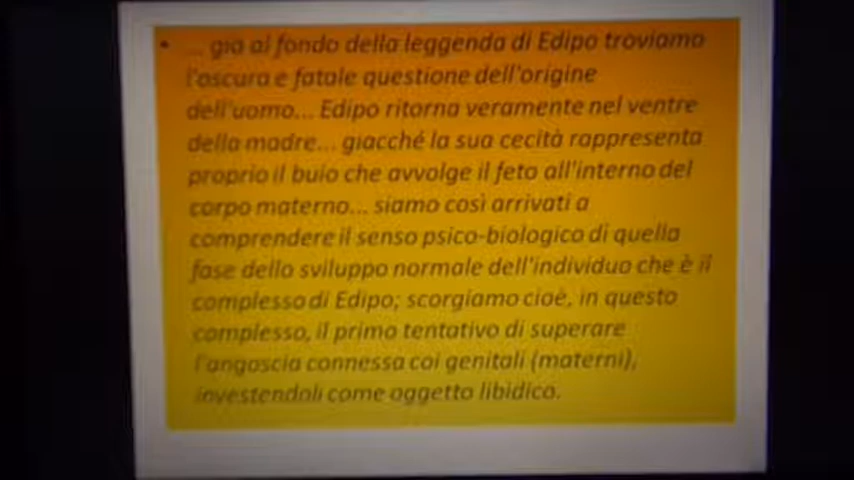 • ... già al fondo della leggenda di Edipo troviamo
l'oscura e fatale questione dell'origine
dell'uomo... Edipo ritorna veramente nel ventre
della madre... giacché la sua cecità rappresenta
proprio il buio che avvolge il feto all'interno del
corpo materno... siamo così arrivati a
comprendere il senso psico-biologico di quella
fase dello sviluppo normale dell'individuo che è il
complesso di Edipo; scorgiamo cioè, in questo
complesso, il primo tentativo di superare
l'angoscia connessa coi genitali (materni),
investendoli come oggetto libidico.